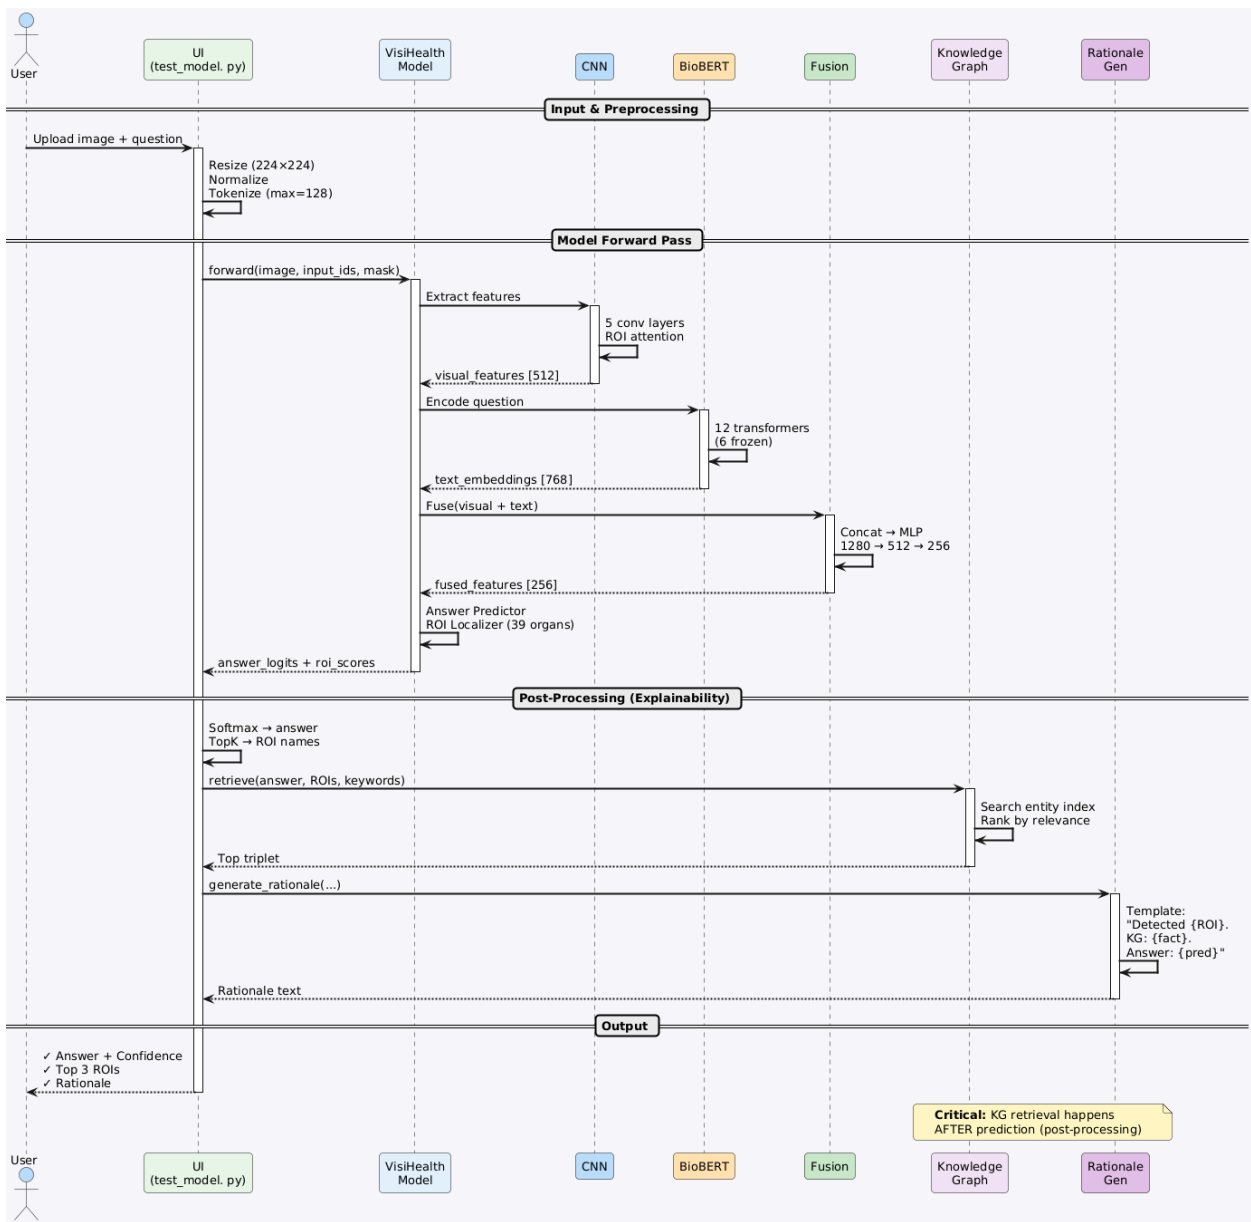 User
UI
(test_model. py)
VisiHealth
Model
CNN
BioBERT
Fusion
Knowledge
Graph
Rationale
Gen
Input & Preprocessing
Upload image + question
Resize (224×224)
Normalize
Tokenize (max=128)
Model Forward Pass
forward(image, input_ids, mask)
Extract features
5 conv layers
ROI attention
visual_features [512]
Encode question
12 transformers
(6 frozen)
text_embeddings [768]
Fuse(visual + text)
Concat → MLP
1280 → 512 → 256
fused_features [256]
Answer Predictor
ROI Localizer (39 organs)
answer_logits + roi_scores
Post-Processing (Explainability)
Softmax → answer
TopK → ROI names
retrieve(answer, ROIs, keywords)
Search entity index
Rank by relevance
Top triplet
generate_rationale(...)
Template:
"Detected {ROI}.
KG: {fact}.
Answer: {pred}"
Rationale text
Output
✓ Answer + Confidence
✓ Top 3 ROIs
✓ Rationale
Critical: KG retrieval happens
AFTER prediction (post-processing)
User
UI
(test_model. py)
VisiHealth
Model
CNN
BioBERT
Fusion
Knowledge
Graph
Rationale
Gen